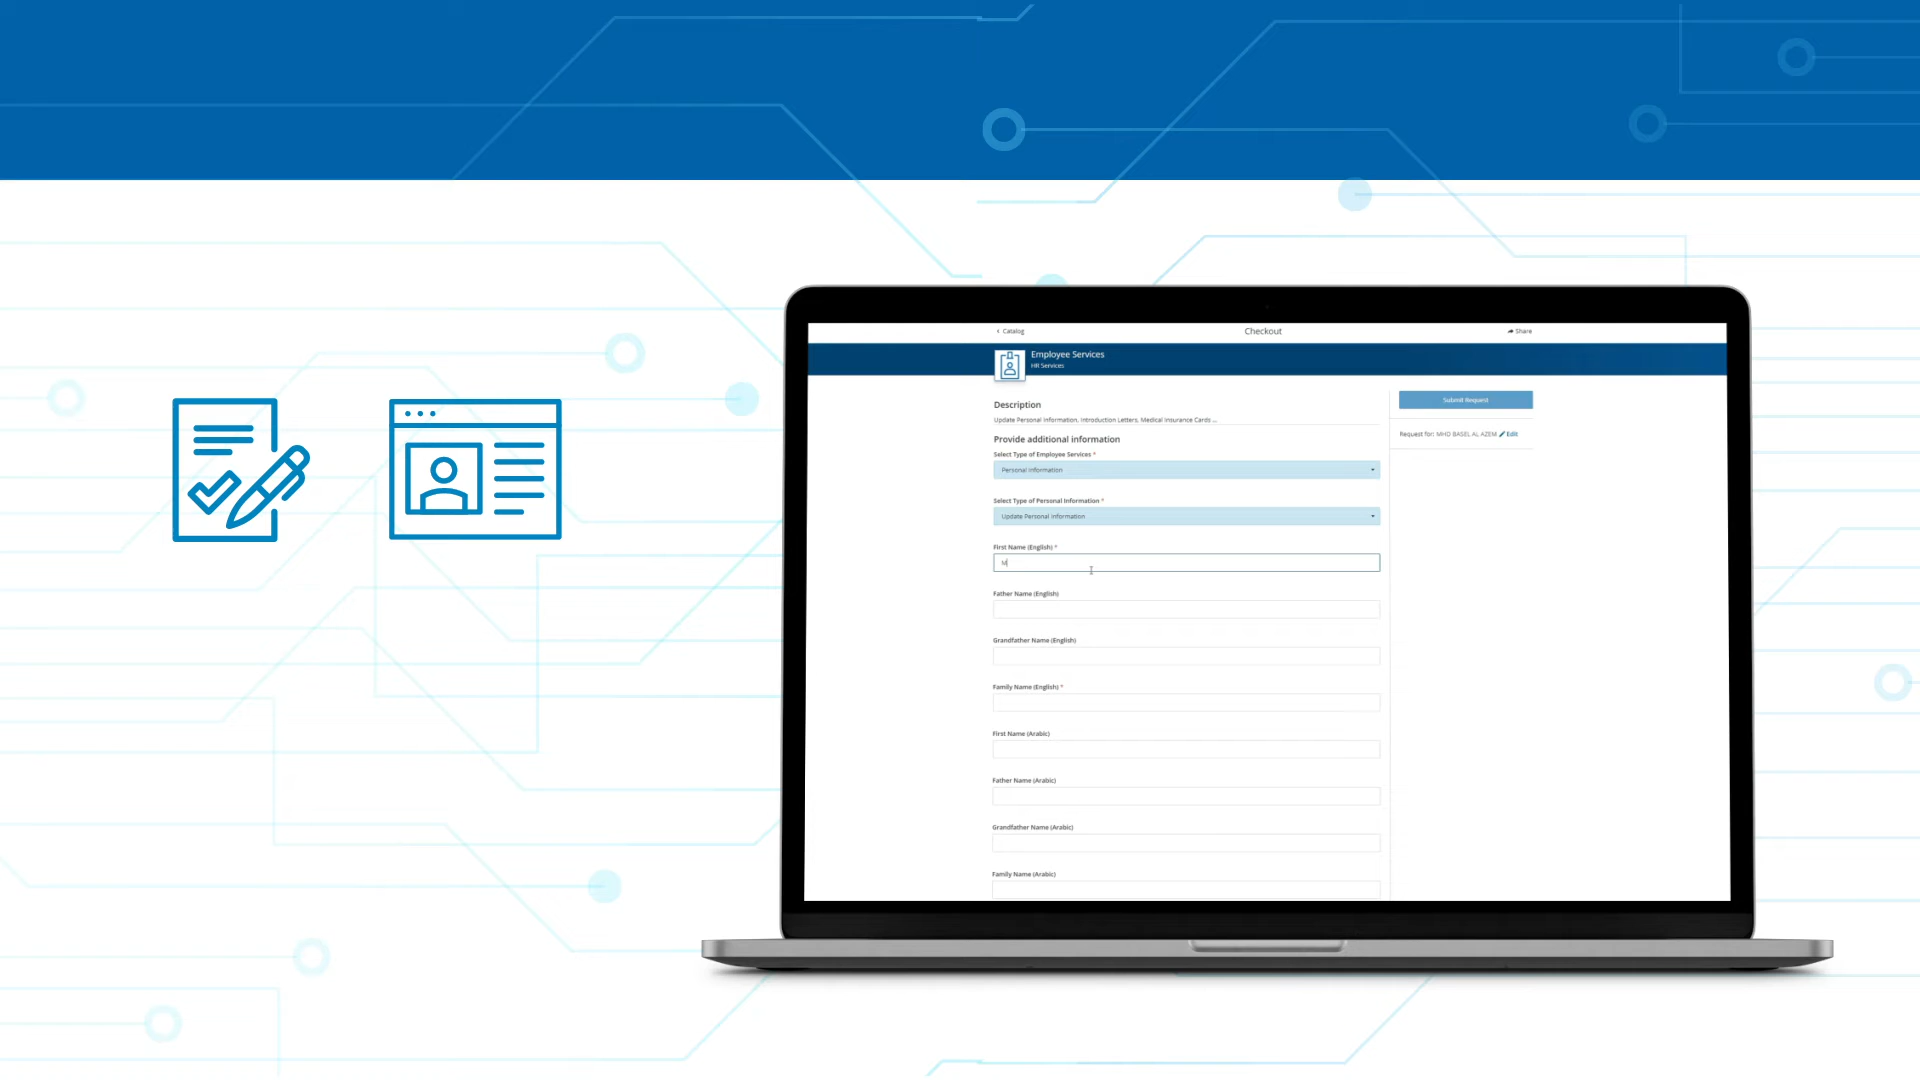 Catalog
Checkout
Share
Employee Services
HR Services
Description
Update Personal Information, Introduction Letters, Medical Insurance Cards ...
Submit Request
Request for: MHD BASEL AL AZEM Edit
Provide additional information
Select Type of Employee Services *
Personal Information
Select Type of Personal Information *
Update Personal Information
First Name (English) *
M
Father Name (English)
Grandfather Name (English)
Family Name (English) *
First Name (Arabic)
Father Name (Arabic)
Grandfather Name (Arabic)
Family Name (Arabic)